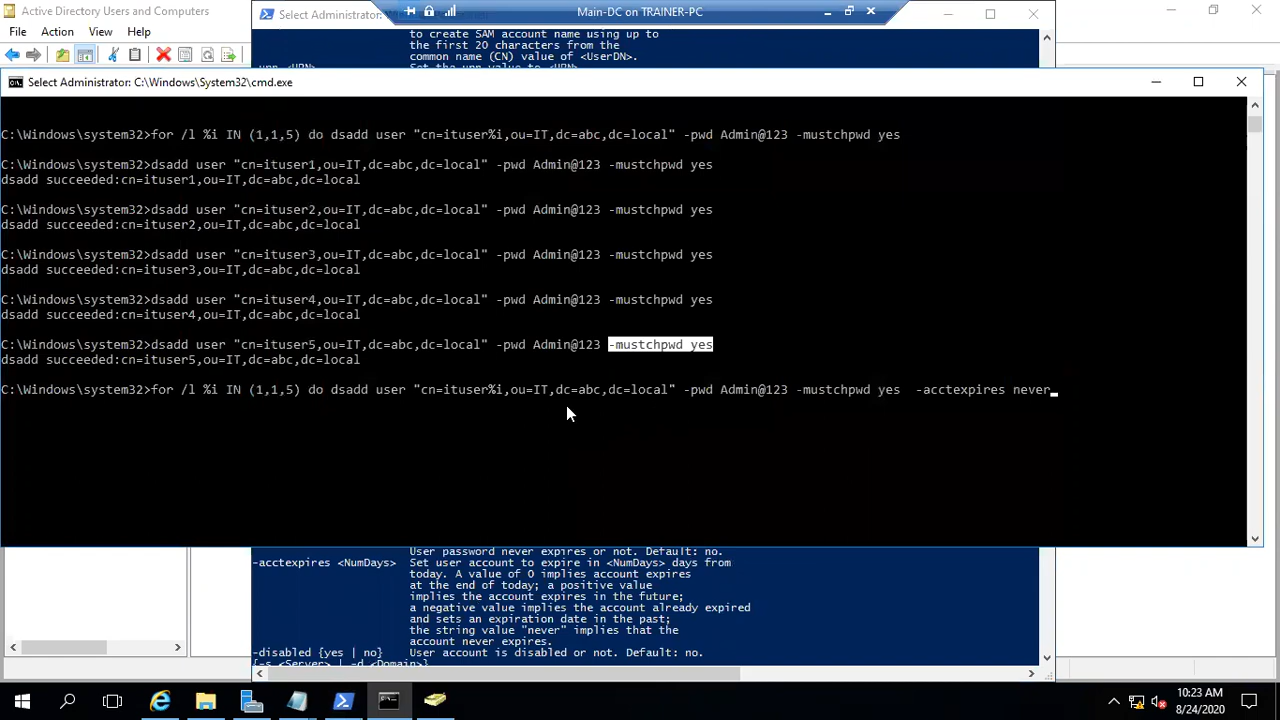 Active Directory Users and Computers
Select Administrator: Wi
Main-DC on TRAINER-PC
File Action View Help
to create SAM account name using up to
the first 20 characters from the
common name (CN) value of <UserDN>.
-upn <UPN> Set the upn value to <UPN>
Select Administrator: C:\Windows\System32\cmd.exe
C:\Windows\system32>for /l %i IN (1,1,5) do dsadd user "cn=ituser%i,ou=IT,dc=abc,dc=local" -pwd Admin@123 -mustchpwd yes
C:\Windows\system32>dsadd user "cn=ituser1,ou=IT,dc=abc,dc=local" -pwd Admin@123 -mustchpwd yes
dsadd succeeded:cn=ituser1,ou=IT,dc=abc,dc=local
C:\Windows\system32>dsadd user "cn=ituser2,ou=IT,dc=abc,dc=local" -pwd Admin@123 -mustchpwd yes
dsadd succeeded:cn=ituser2,ou=IT,dc=abc,dc=local
C:\Windows\system32>dsadd user "cn=ituser3,ou=IT,dc=abc,dc=local" -pwd Admin@123 -mustchpwd yes
dsadd succeeded:cn=ituser3,ou=IT,dc=abc,dc=local
C:\Windows\system32>dsadd user "cn=ituser4,ou=IT,dc=abc,dc=local" -pwd Admin@123 -mustchpwd yes
dsadd succeeded:cn=ituser4,ou=IT,dc=abc,dc=local
C:\Windows\system32>dsadd user "cn=ituser5,ou=IT,dc=abc,dc=local" -pwd Admin@123 -mustchpwd yes
dsadd succeeded:cn=ituser5,ou=IT,dc=abc,dc=local
C:\Windows\system32>for /l %i IN (1,1,5) do dsadd user "cn=ituser%i,ou=IT,dc=abc,dc=local" -pwd Admin@123 -mustchpwd yes  -acctexpires never
User password never expires or not. Default: no.
-acctexpires <NumDays> Set user account to expire in <NumDays> days from
today. A value of 0 implies account expires
at the end of today; a positive value
implies the account expires in the future;
a negative value implies the account already expired
and sets an expiration date in the past;
the string value "never" implies that the
account never expires.
-disabled {yes | no} User account is disabled or not. Default: no.
{-s <Server> | -d <Domain>}
10:23 AM
8/24/2020